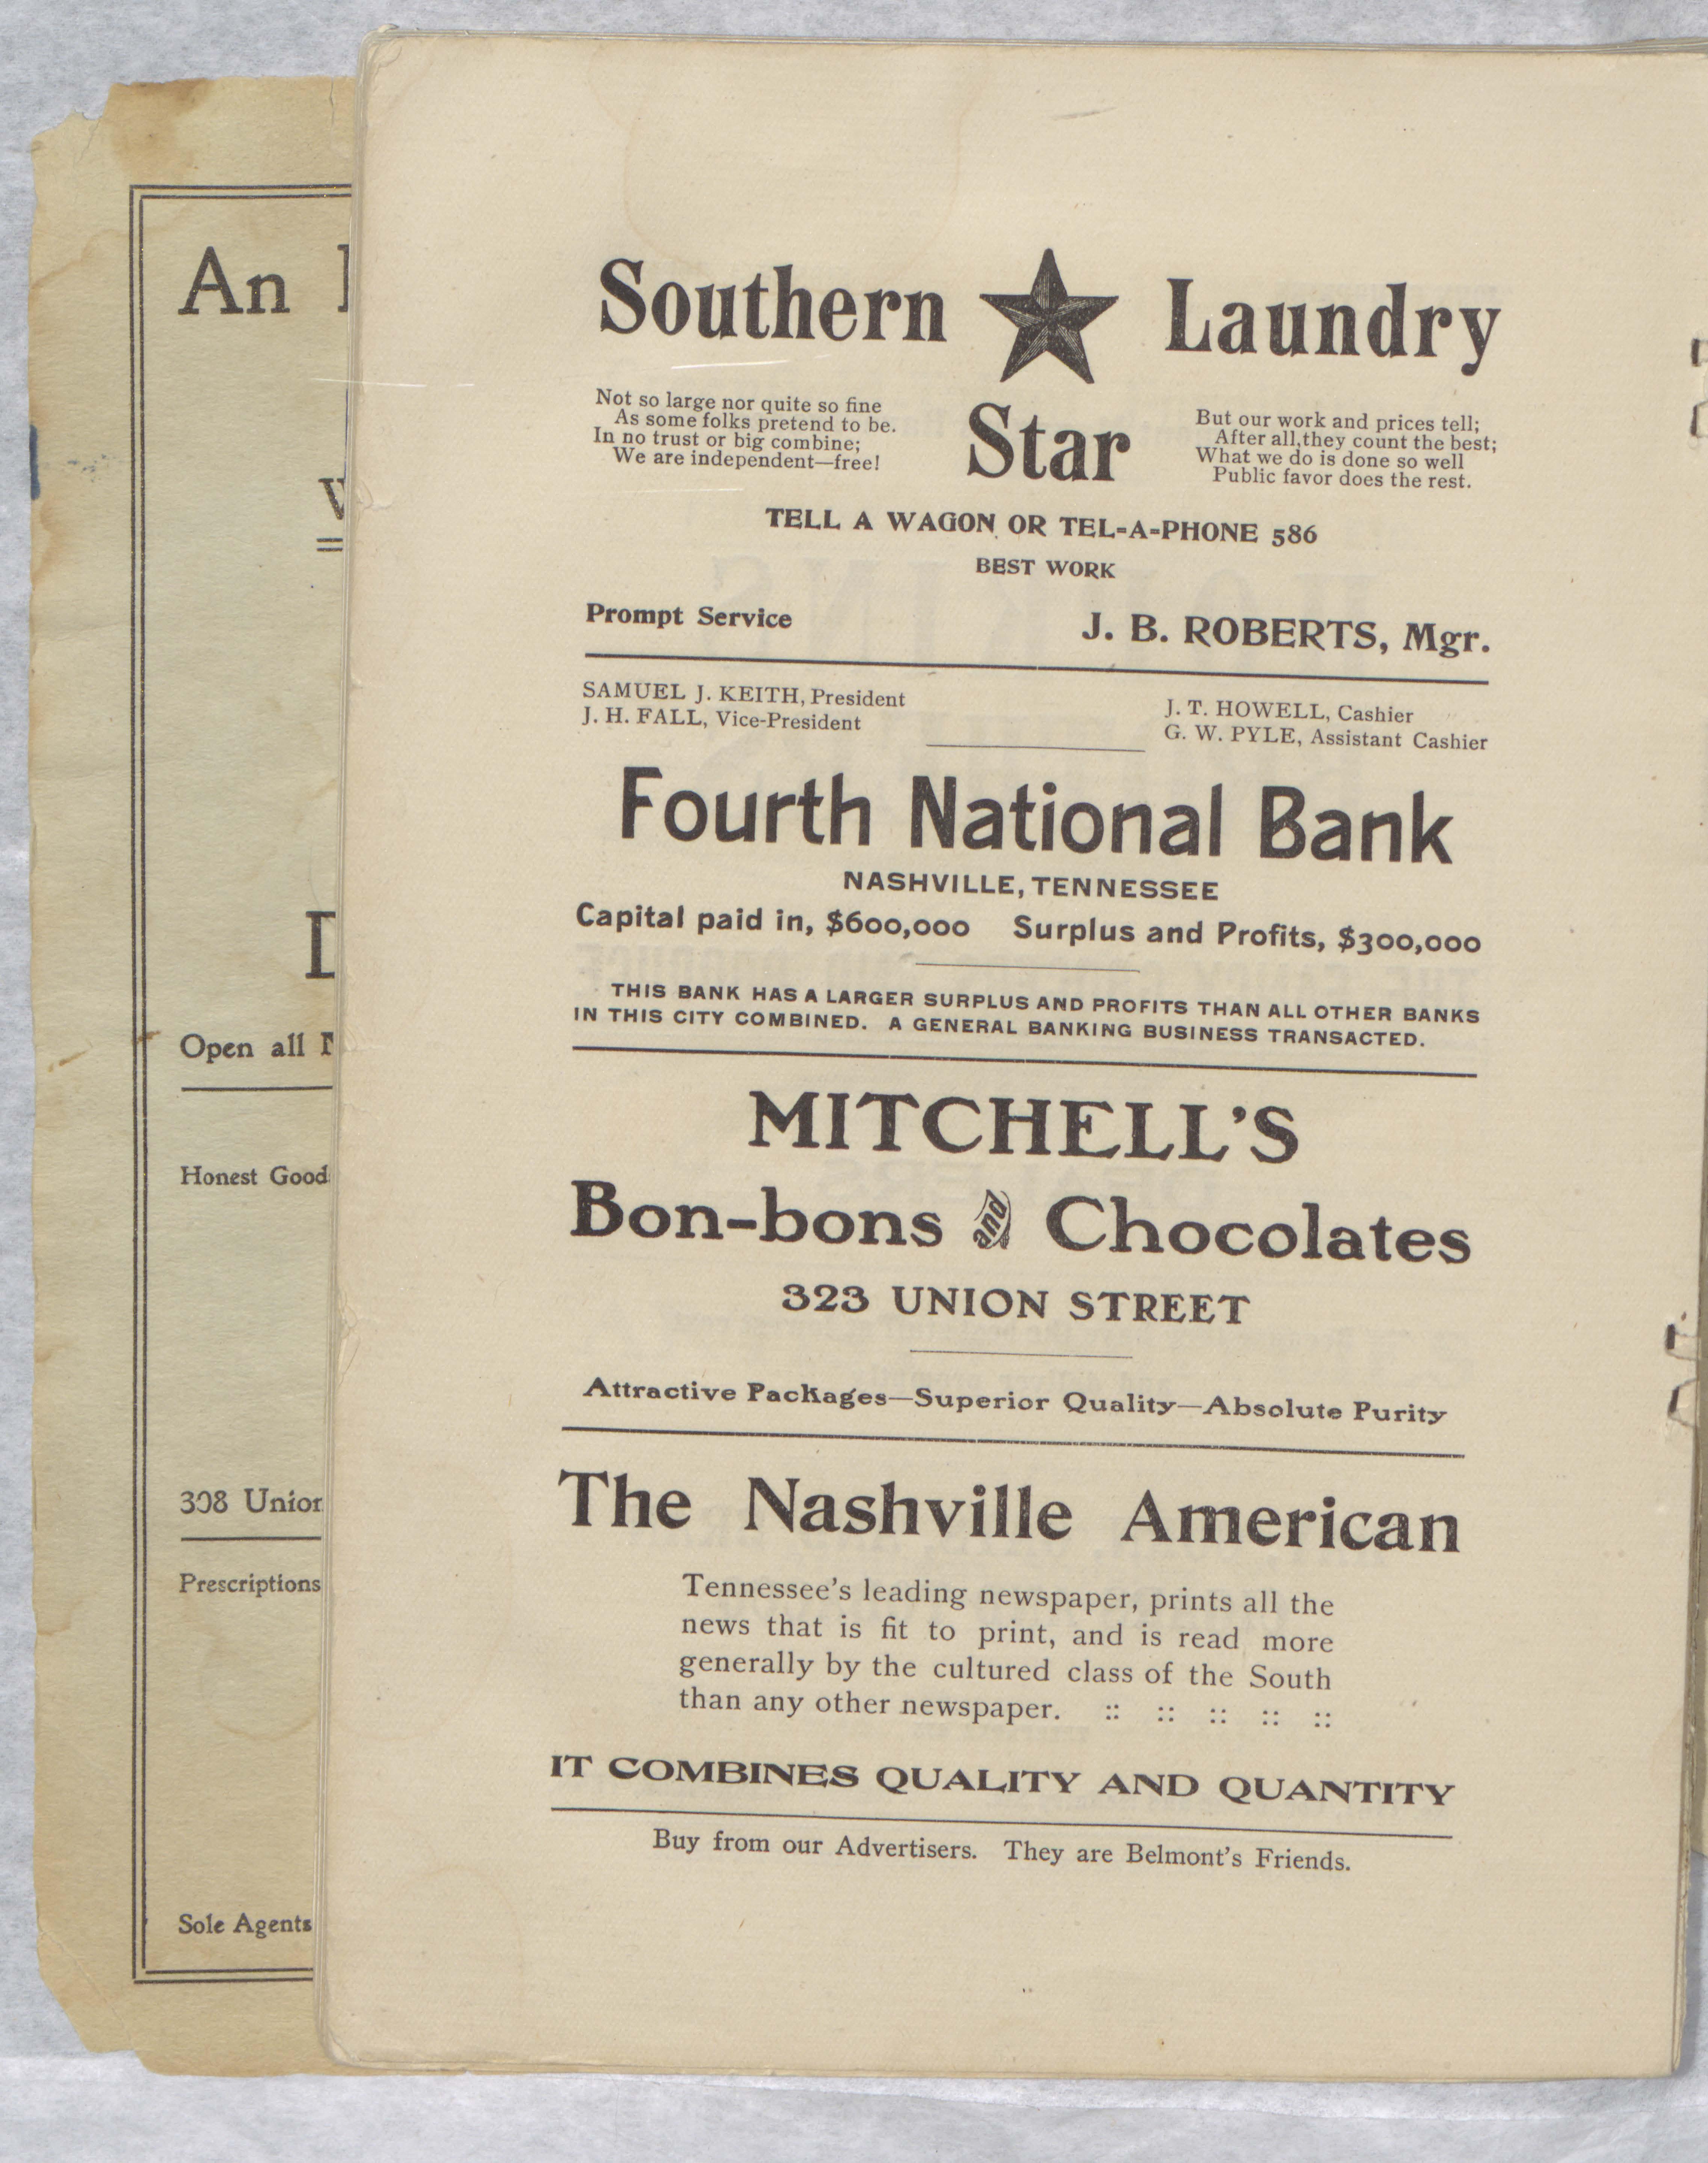 An
Open all
Honest Good
308 Union
Prescriptions
Sole Agents
Southern Laundry
Star
Not so large nor quite so fine
As some folks pretend to be.
In no trust or big combine;
We are independent—free!
But our work and prices tell;
After all, they count the best;
What we do is done so well
Public favor does the rest.
TELL A WAGON OR TEL-A-PHONE 586
BEST WORK
Prompt Service J. B. ROBERTS, Mgr.
SAMUEL J. KEITH, President
J. H. FALL, Vice-President
J. T. HOWELL, Cashier
G. W. PYLE, Assistant Cashier
Fourth National Bank
NASHVILLE, TENNESSEE
Capital paid in, $600,000 Surplus and Profits, $300,000
THIS BANK HAS A LARGER SURPLUS AND PROFITS THAN ALL OTHER BANKS
IN THIS CITY COMBINED. A GENERAL BANKING BUSINESS TRANSACTED.
MITCHELL'S
Bon-bons and Chocolates
323 UNION STREET
Attractive Packages—Superior Quality—Absolute Purity
The Nashville American
Tennessee's leading newspaper, prints all the
news that is fit to print, and is read more
generally by the cultured class of the South
than any other newspaper. :: :: :: :: ::
IT COMBINES QUALITY AND QUANTITY
Buy from our Advertisers. They are Belmont's Friends.